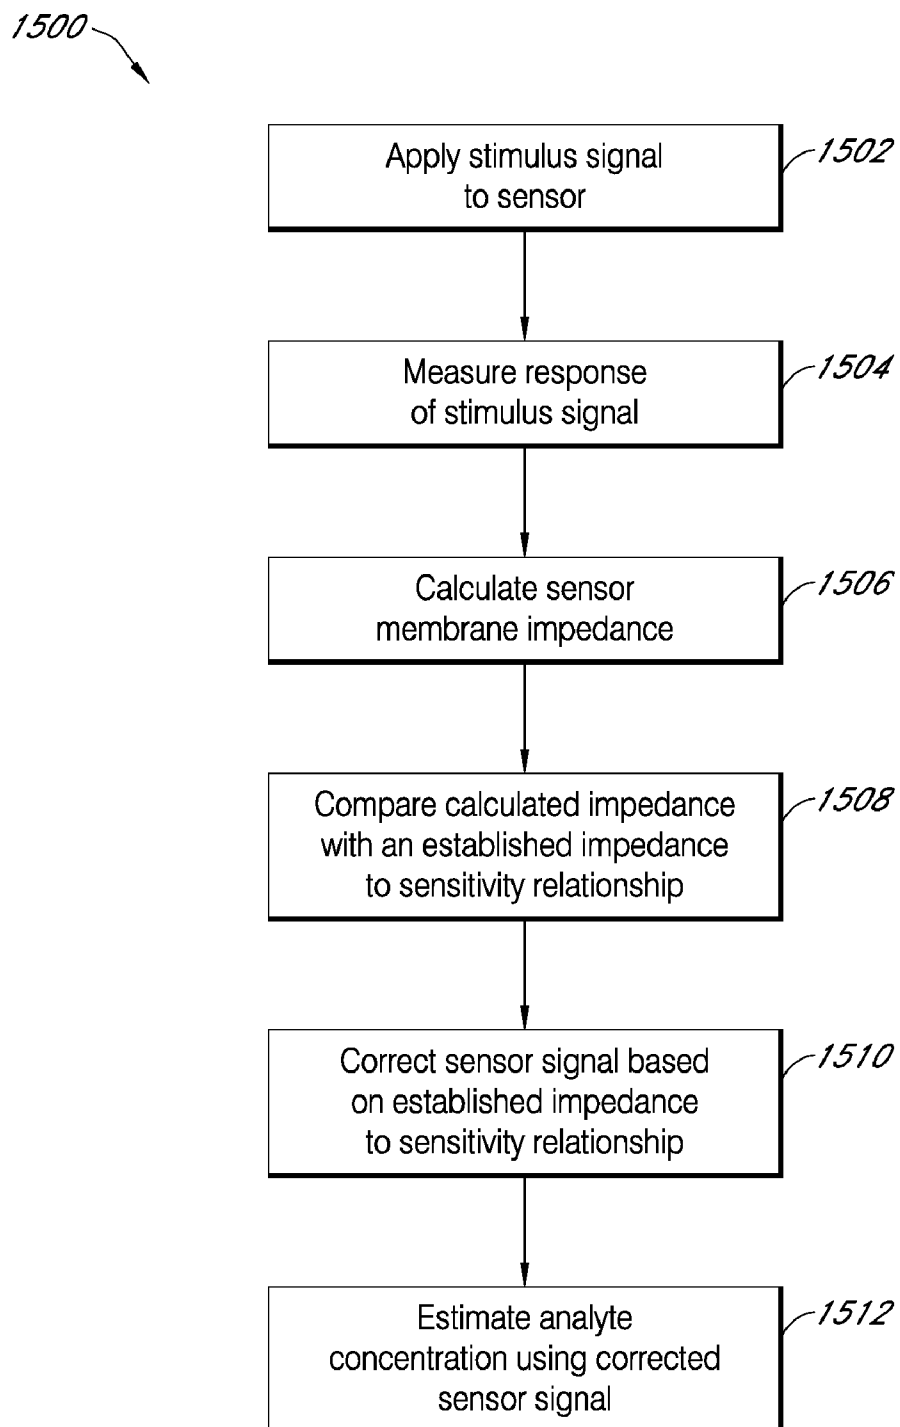 1500
Apply stimulus signal
to sensor
1502
Measure response
of stimulus signal
1504
Calculate sensor
membrane impedance
1506
Compare calculated impedance
with an established impedance
to sensitivity relationship
1508
Correct sensor signal based
on established impedance
to sensitivity relationship
1510
Estimate analyte
concentration using corrected
sensor signal
1512